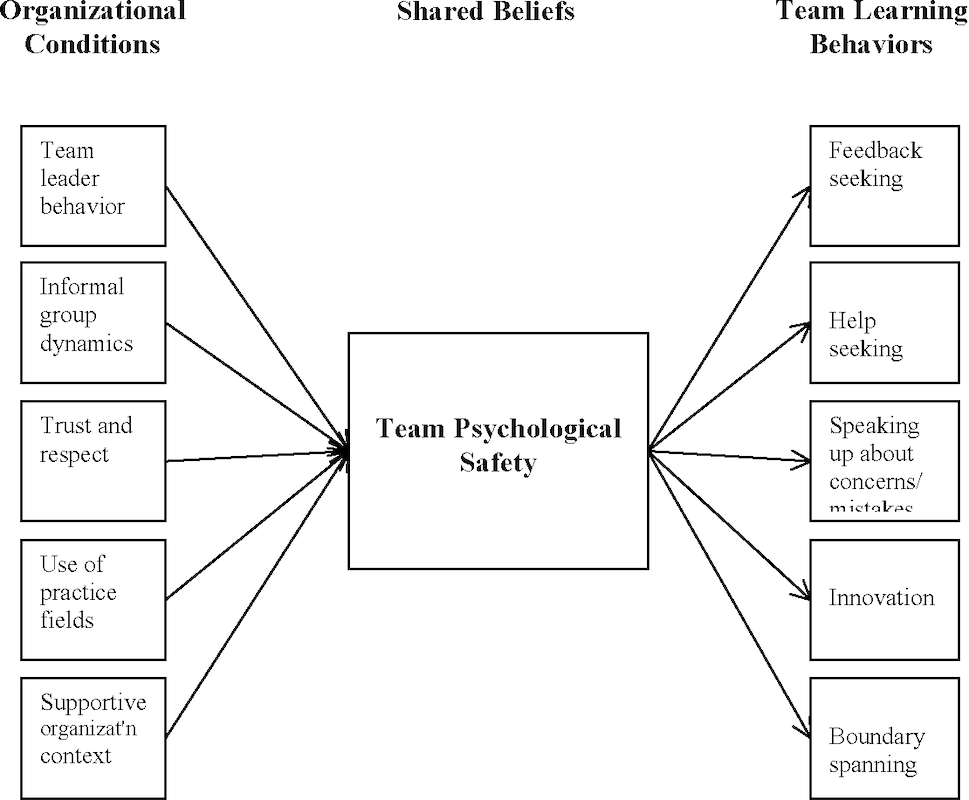 Organizational
Conditions
Shared Beliefs
Team Learning
Behaviors
Team
leader
behavior
Informal
group
dynamics
Trust and
respect
Use of
practice
fields
Supportive
organizat'n
context
Team Psychological
Safety
Feedback
seeking
Help
seeking
Speaking
up about
concerns/
mistakes
Innovation
Boundary
spanning